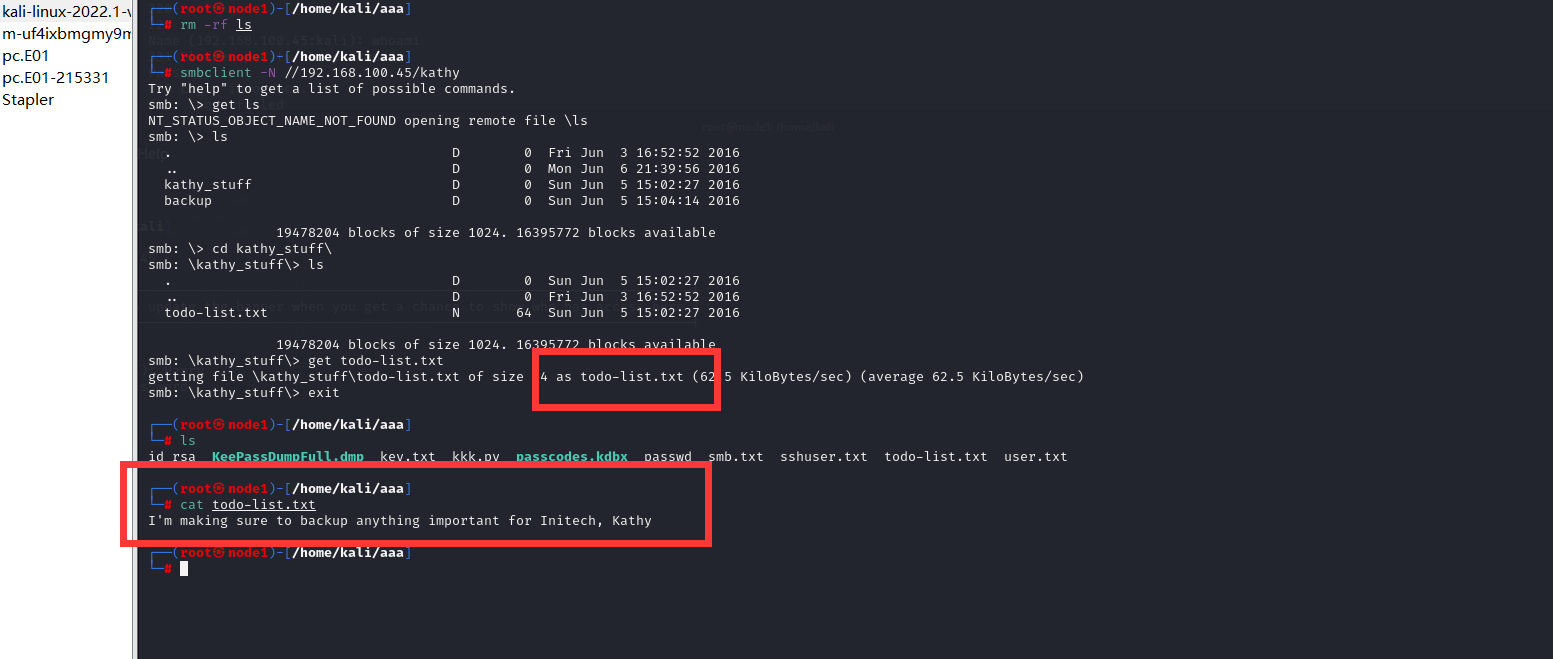 kali-linux-2022.1-v
m-uf4ixbmgmy9m
pc.E01
pc.E01-215331
Stapler
┌──(root㉿node1)-[/home/kali/aaa]
└─# rm -rf ls
┌──(root㉿node1)-[/home/kali/aaa]
└─# smbclient -N //192.168.100.45/kathy
Try "help" to get a list of possible commands.
smb: \> get ls
NT_STATUS_OBJECT_NAME_NOT_FOUND opening remote file \ls
smb: \> ls
. D 0 Fri Jun 3 16:52:52 2016
.. D 0 Mon Jun 6 21:39:56 2016
kathy_stuff D 0 Sun Jun 5 15:02:27 2016
backup D 0 Sun Jun 5 15:04:14 2016
19478204 blocks of size 1024. 16395772 blocks available
smb: \> cd kathy_stuff\
smb: \kathy_stuff\> ls
. D 0 Sun Jun 5 15:02:27 2016
.. D 0 Fri Jun 3 16:52:52 2016
todo-list.txt N 64 Sun Jun 5 15:02:27 2016
19478204 blocks of size 1024. 16395772 blocks available
smb: \kathy_stuff\> get todo-list.txt
getting file \kathy_stuff\todo-list.txt of size 4 as todo-list.txt (62.5 KiloBytes/sec) (average 62.5 KiloBytes/sec)
smb: \kathy_stuff\> exit
┌──(root㉿node1)-[/home/kali/aaa]
└─# ls
id_rsa KeePassDumpFull.dmp key.txt kkk.py passcodes.kdbx passwd smb.txt sshuser.txt todo-list.txt user.txt
┌──(root㉿node1)-[/home/kali/aaa]
└─# cat todo-list.txt
I'm making sure to backup anything important for Initech, Kathy
┌──(root㉿node1)-[/home/kali/aaa]
└─#